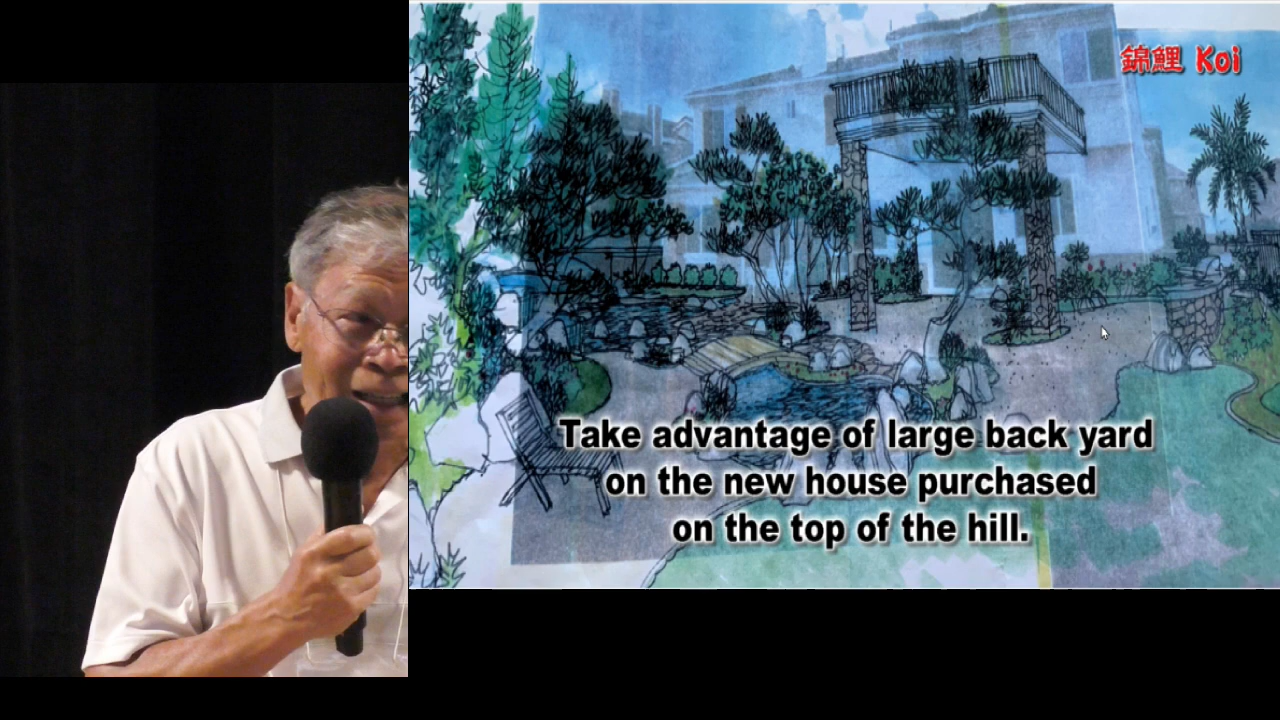 錦鯉 Koi
Take advantage of large back yard
on the new house purchased
on the top of the hill.